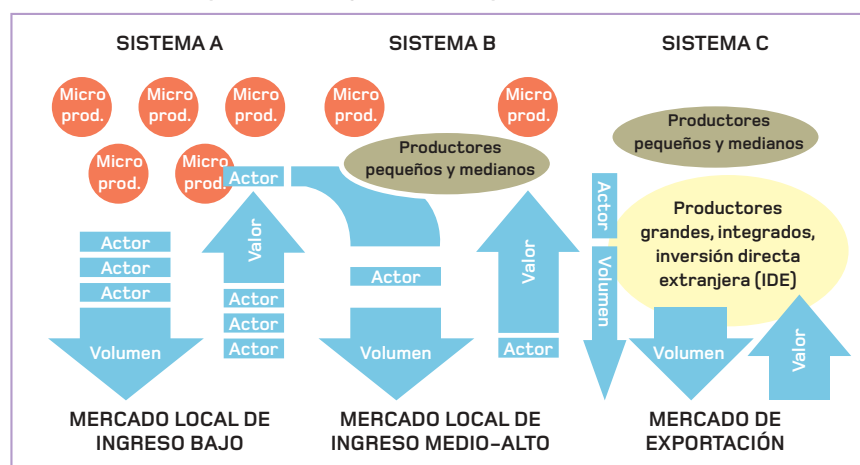 SISTEMA A
SISTEMA B
SISTEMA C
Micro
prod.
Micro
prod.
Micro
prod.
Micro
prod.
Micro
prod.
Micro
prod.
Micro
prod.
Productores
pequeños y medianos
Productores
pequeños y medianos
Actor
Actor
Actor
Actor
Volumen
Valor
Actor
Actor
Actor
Actor
Volumen
Valor
Actor
Actor
Volumen
Productores
grandes, integrados,
inversión directa
extranjera (IDE)
Volumen
Valor
MERCADO LOCAL DE
INGRESO BAJO
MERCADO LOCAL DE
INGRESO MEDIO-ALTO
MERCADO DE
EXPORTACIÓN